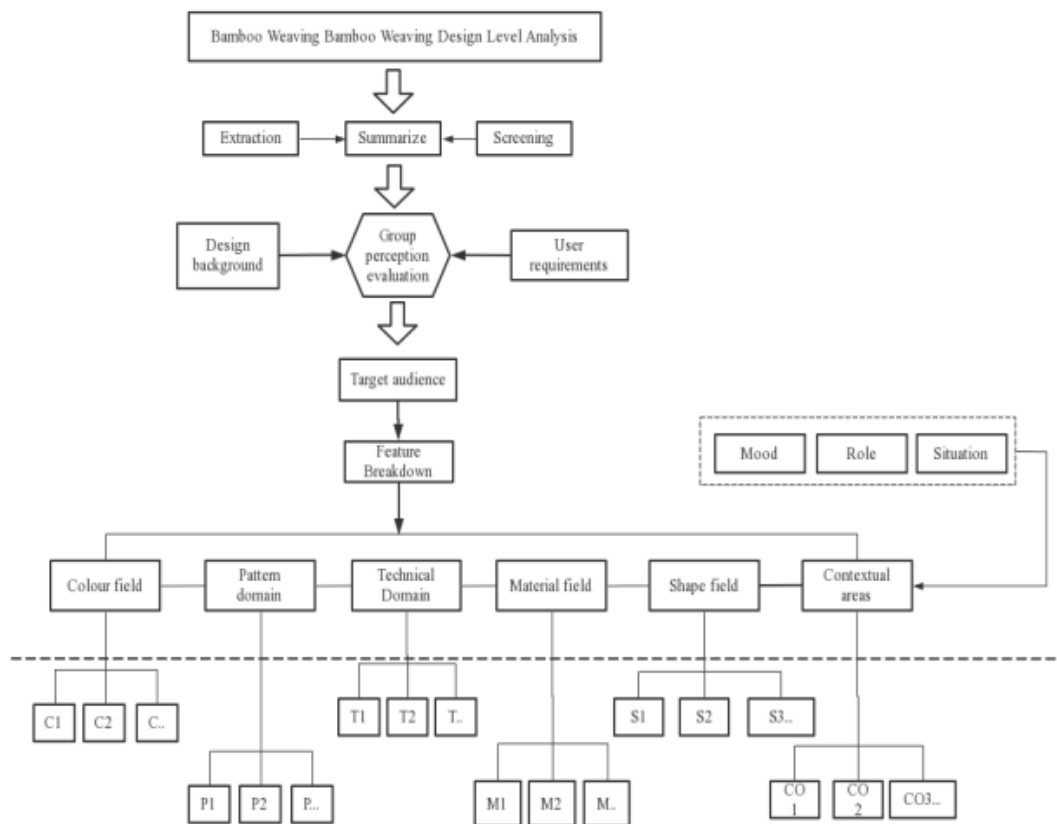 Bamboo Weaving Bamboo Weaving Design Level Analysis
Extraction
Summarize
Screening
Design
background
Group
perception
evaluation
User
requirements
Target audience
Feature
Breakdown
Mood
Role
Situation
Colour field
Pattem
domain
Technical
Domain
Material field
Shape field
Contextual
areas
C1
C2
C..
T1
T2
T..
S1
S2
S3...
P1
P2
P...
M1
M2
M..
CO
1
CO
2
CO3...